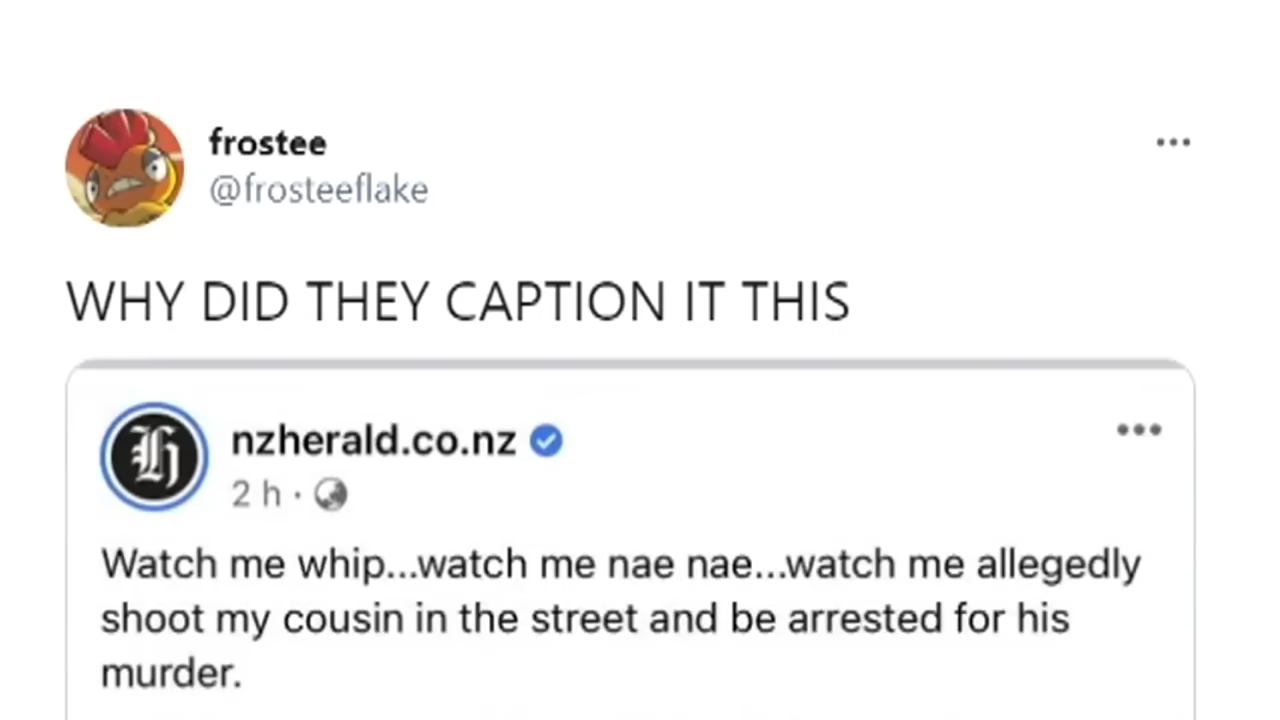 frostee
@frosteeflake
WHY DID THEY CAPTION IT THIS
nzherald.co.nz
2 h ·
Watch me whip...watch me nae nae...watch me allegedly
shoot my cousin in the street and be arrested for his
murder.